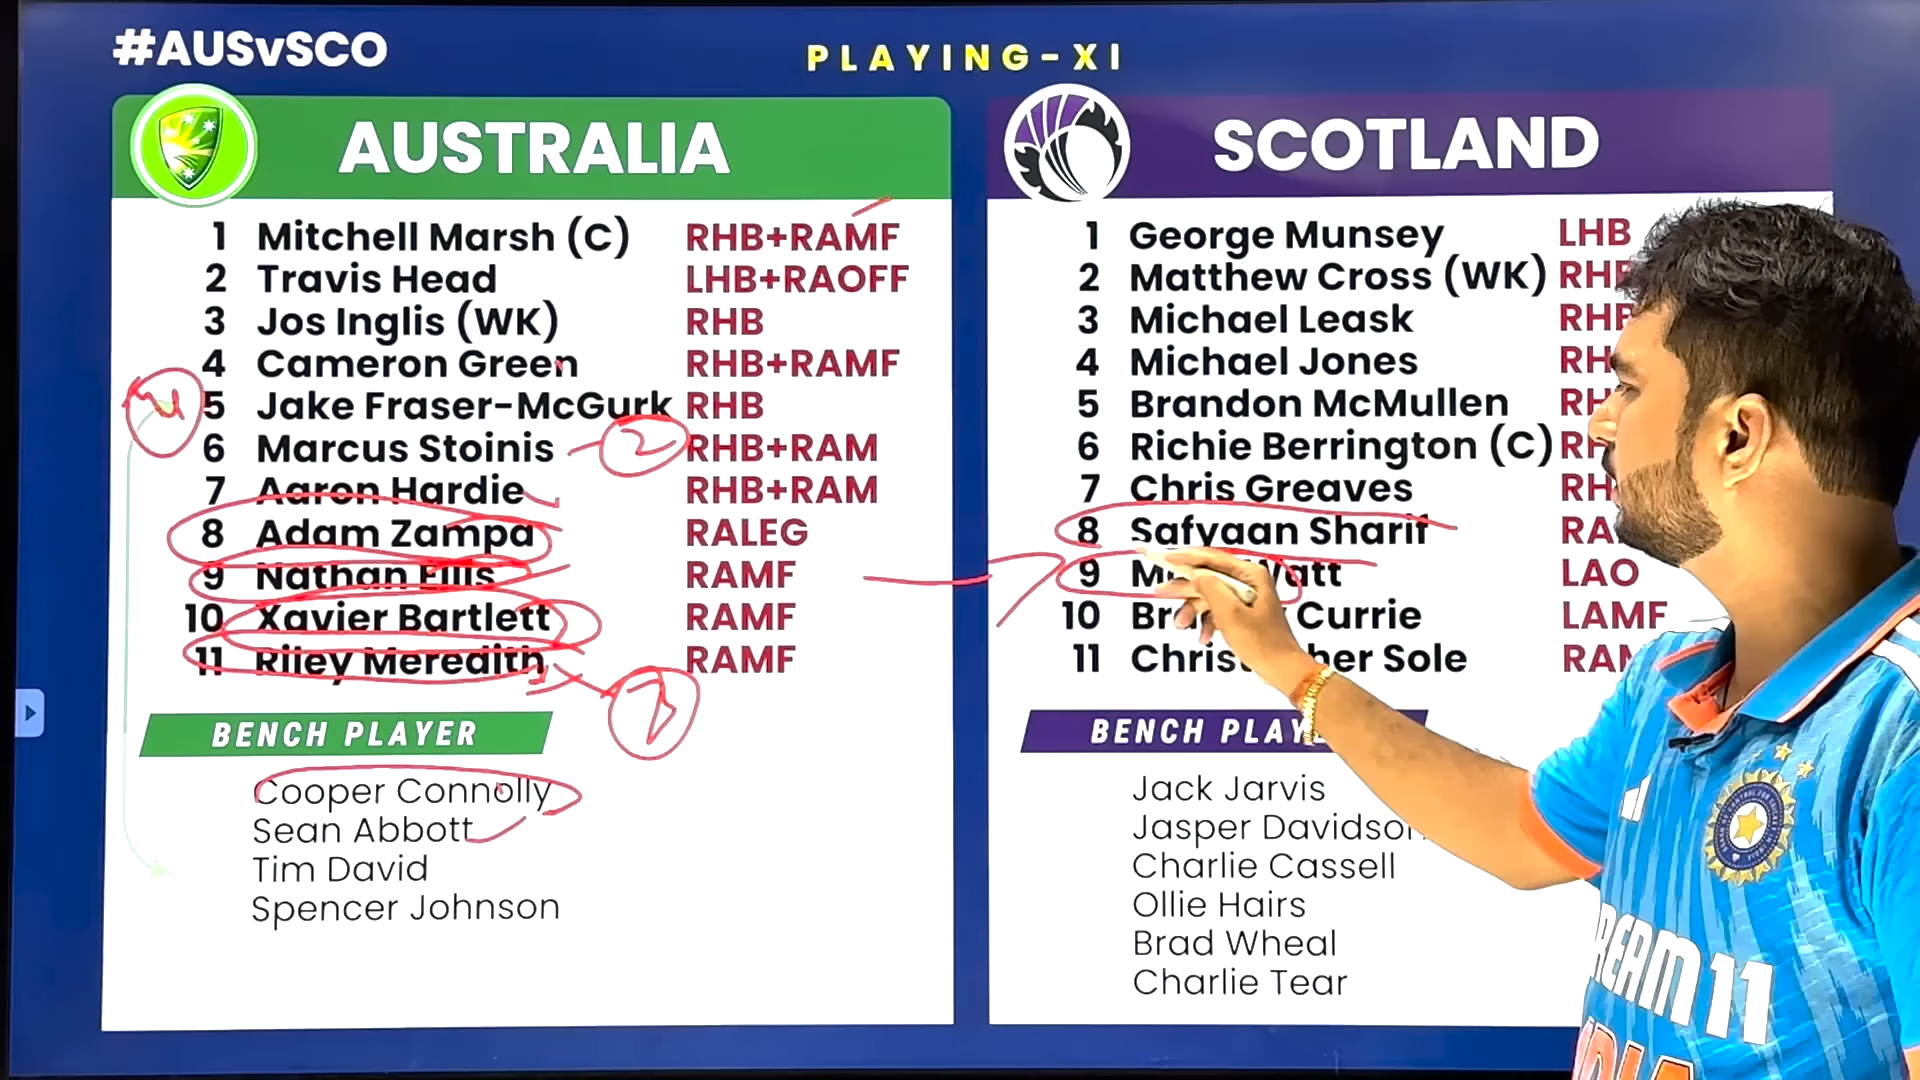 #AUSvSCO
PLAYING-XI
AUSTRALIA
1 Mitchell Marsh (C) RHB+RAMF
2 Travis Head LHB+RAOFF
3 Jos Inglis (WK) RHB
4 Cameron Green RHB+RAMF
5 Jake Fraser-McGurk RHB
6 Marcus Stoinis 2 RHB+RAM
7 Aaron Hardie RHB+RAM
8 Adam Zampa RALEG
9 Nathan Ellis RAMF
10 Xavier Bartlett RAMF
11 Riley Meredith RAMF
BENCH PLAYER
Cooper Connolly
Sean Abbott
Tim David
Spencer Johnson
SCOTLAND
1 George Munsey LHB
2 Matthew Cross (WK)
3 Michael Leask
4 Michael Jones
5 Brandon McMullen
6 Richie Berrington (C)
7 Chris Greaves
8 Safyaan Sharif
9 LAO
10 Currie LAMF
11 Sole
BENCH
Jack Jarvis
Jasper
Charlie Cassell
Ollie Hairs
Brad Wheal
Charlie Tear
11